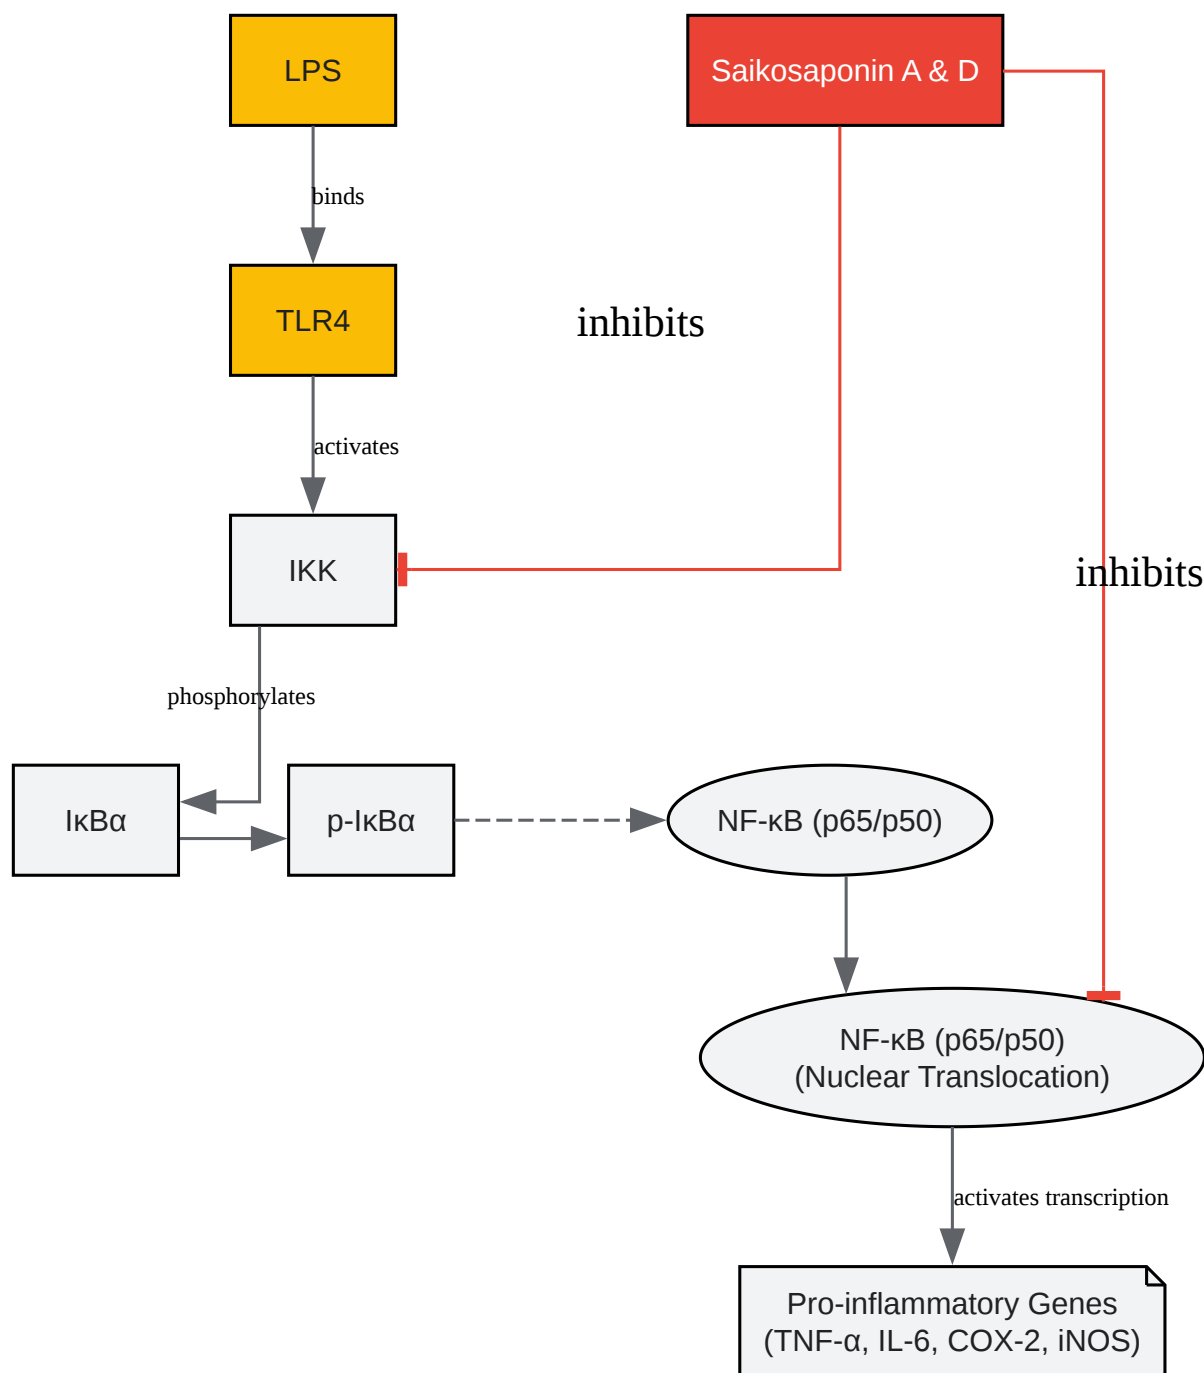 LPS
Saikosaponin A & D
binds
TLR4
inhibits
activates
IKK
inhibits
phosphorylates
IκBα
p-IκBα
NF-κB (p65/p50)
NF-κB (p65/p50)
(Nuclear Translocation)
activates transcription
Pro-inflammatory Genes
(TNF-α, IL-6, COX-2, iNOS)